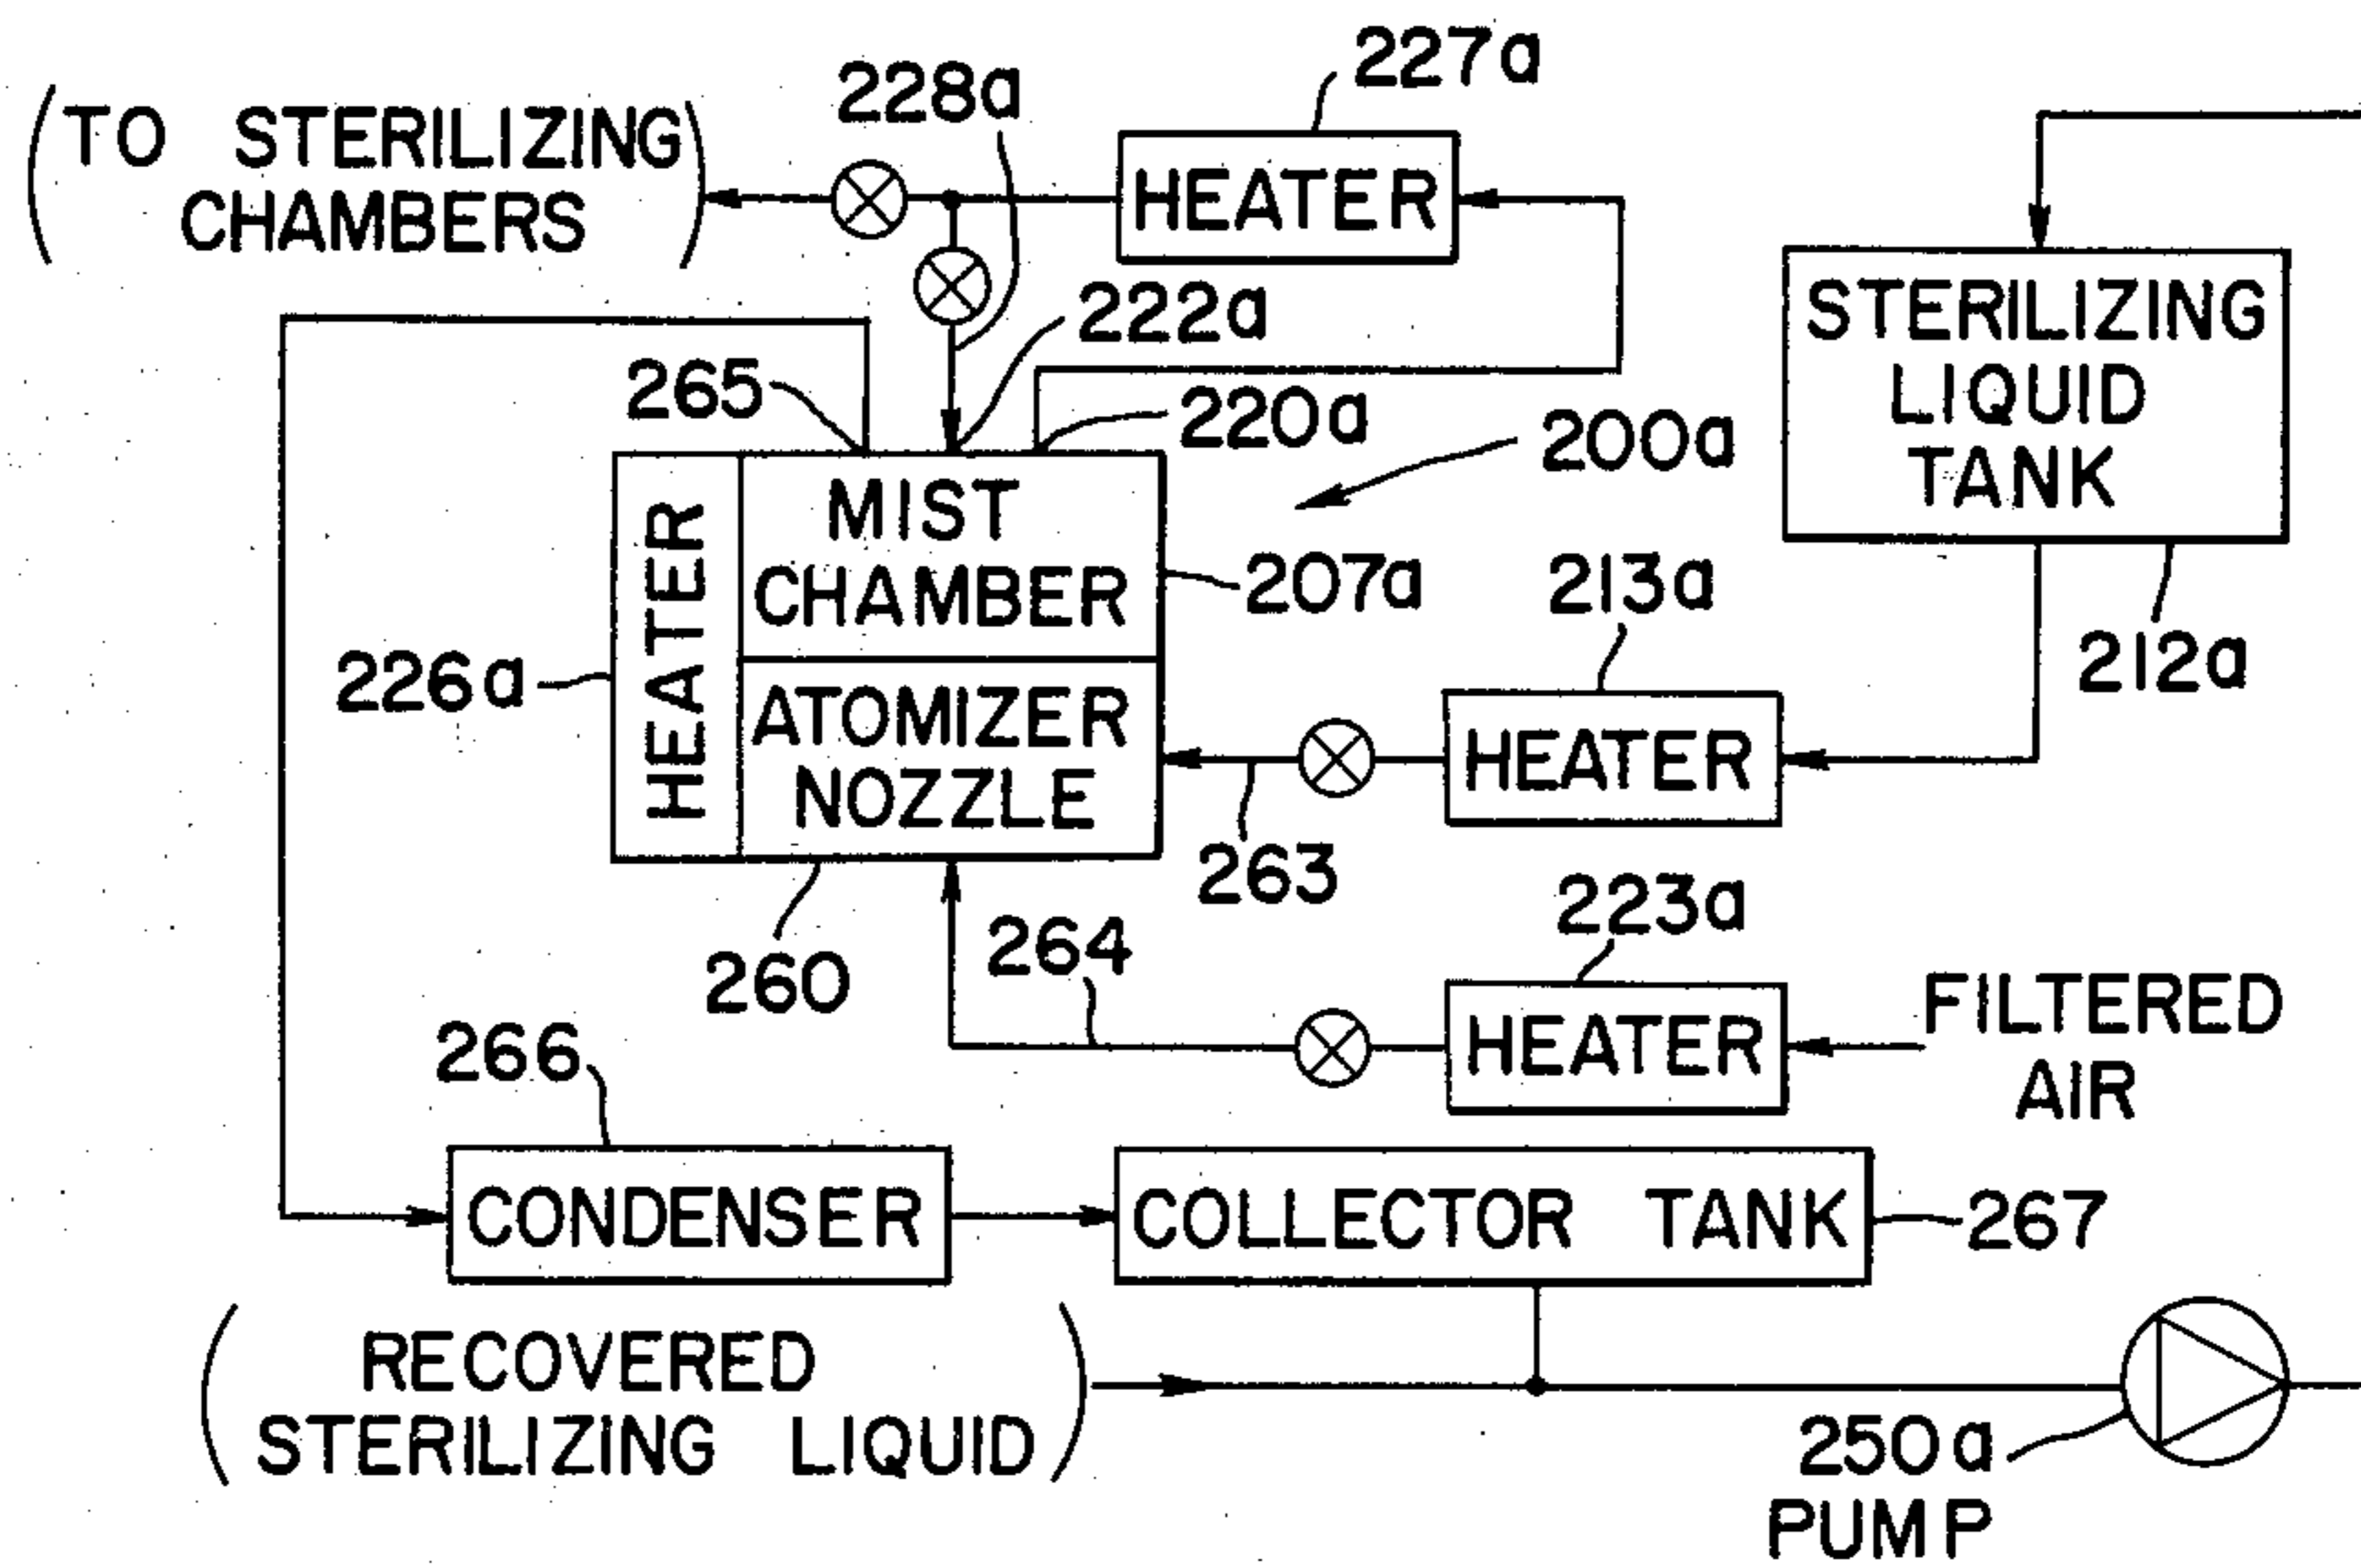 227a
228a
(TO STERILIZING
CHAMBERS)
HEATER
222a
STERILIZING
LIQUID
TANK
265
220a
200a
MIST
CHAMBER
HEATER
207a
213a
212a
226a
ATOMIZER
NOZZLE
HEATER
263
223a
264
260
FILTERED
AIR
HEATER
266
CONDENSER
COLLECTOR TANK
267
(RECOVERED
STERILIZING LIQUID)
250a
PUMP